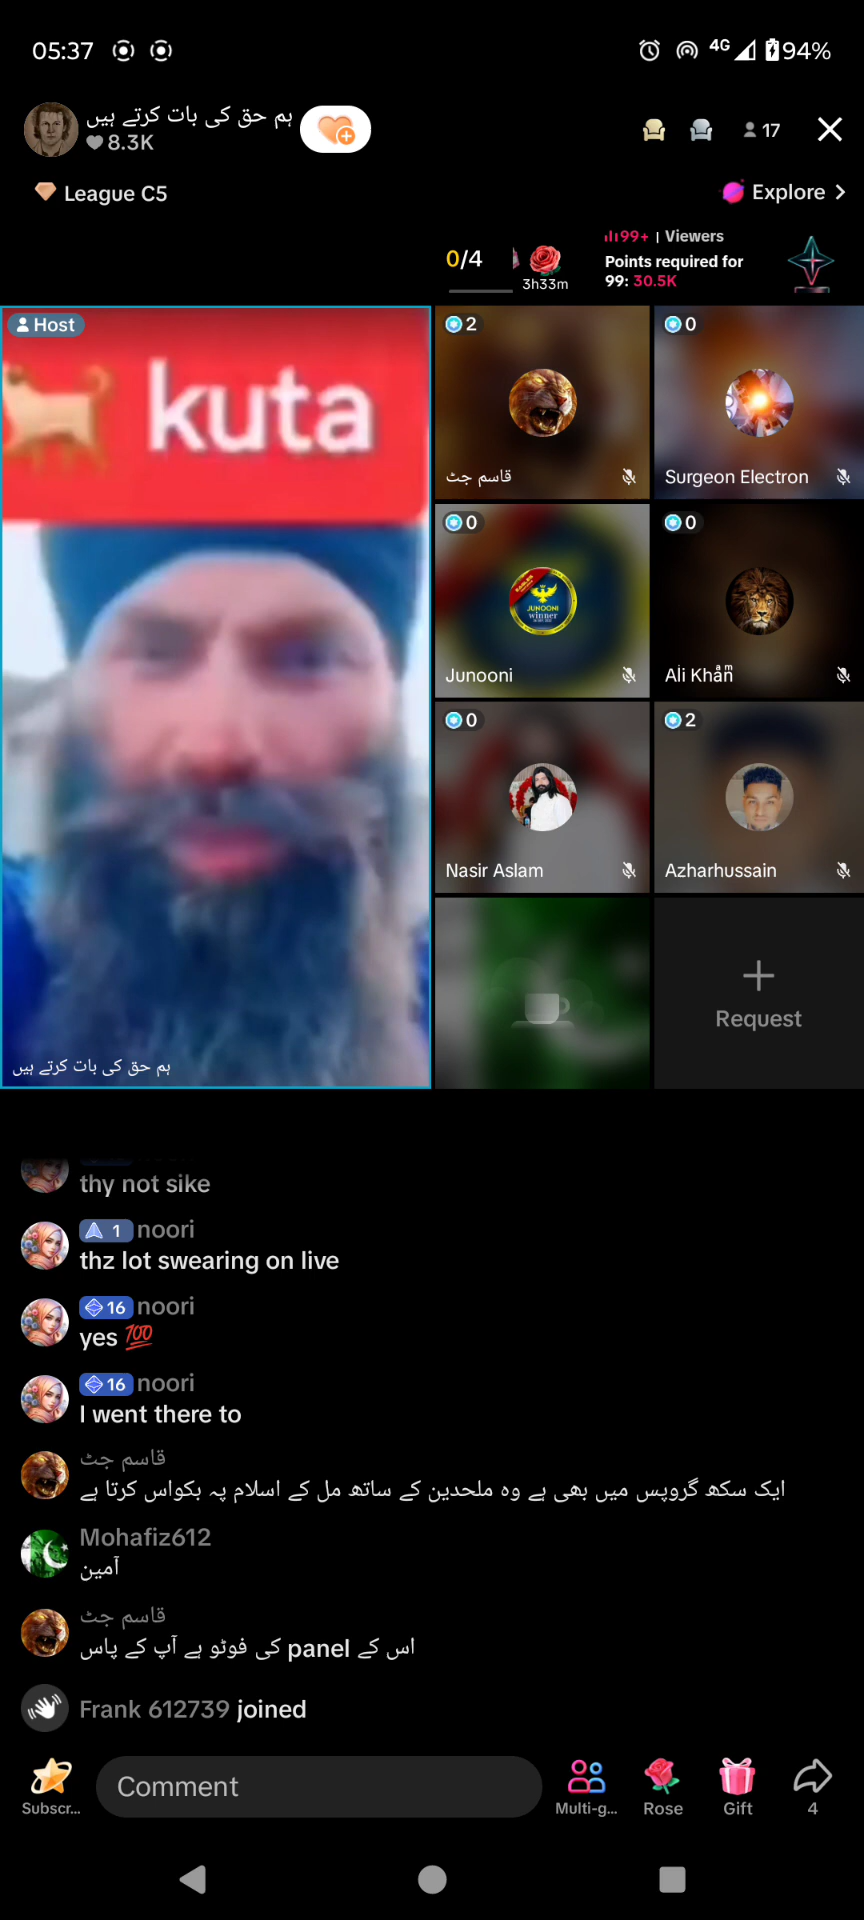 05:37
4G
94%
ہم حق کی بات کرتے ہیں
8.3K
17
League C5
Explore
0/4
3h33m
99+ | Viewers
Points required for
99: 30.5K
Host
kuta
ہم حق کی بات کرتے ہیں
2
قاسم جٹ
0
Surgeon Electron
0
Junooni
JUNOONI
winner
0
0
Nasir Aslam
2
Azharhussain
Request
thy not sike
1 noori
thz lot swearing on live
16 noori
yes 💯
16 noori
I went there to
قاسم جٹ
ایک سکھ گروپس میں بھی ہے وہ ملحدین کے ساتھ مل کے اسلام پہ بکواس کرتا ہے
Mohafiz612
آمین
قاسم جٹ
اس کے panel کی فوٹو ہے آپ کے پاس
Frank 612739 joined
Subscr...
Comment
Multi-g...
Rose
Gift
4